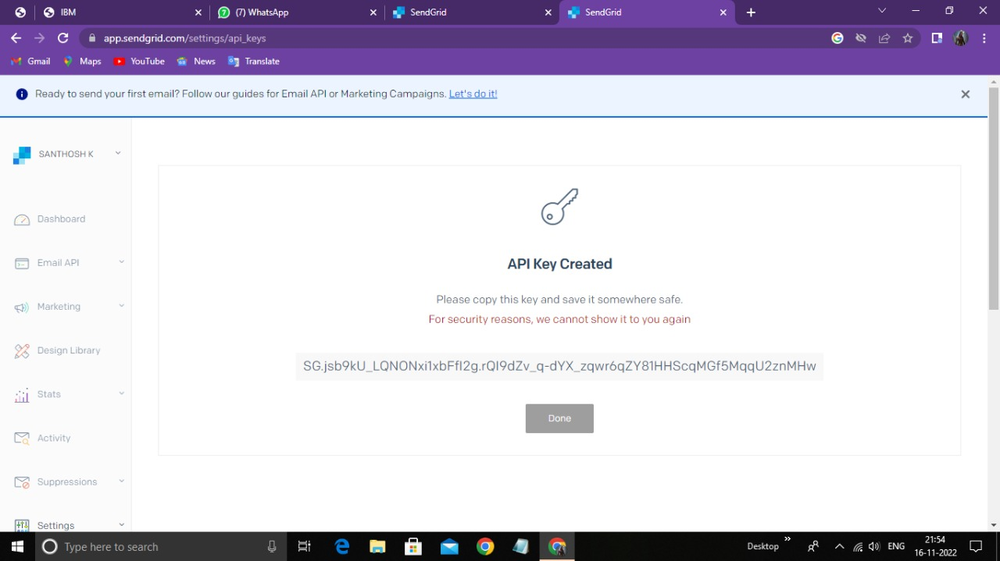 IBM
(7) WhatsApp
SendGrid
SendGrid
app.sendgrid.com/settings/api_keys
Gmail
Maps
YouTube
News
Translate
Ready to send your first email? Follow our guides for Email API or Marketing Campaigns. Let's do it!
SANTHOSH K
Dashboard
Email API
Marketing
Design Library
Stats
Activity
Suppressions
Settings
API Key Created
Please copy this key and save it somewhere safe.
For security reasons, we cannot show it to you again
Done
Type here to search
Desktop
ENG
21:54
16-11-2022